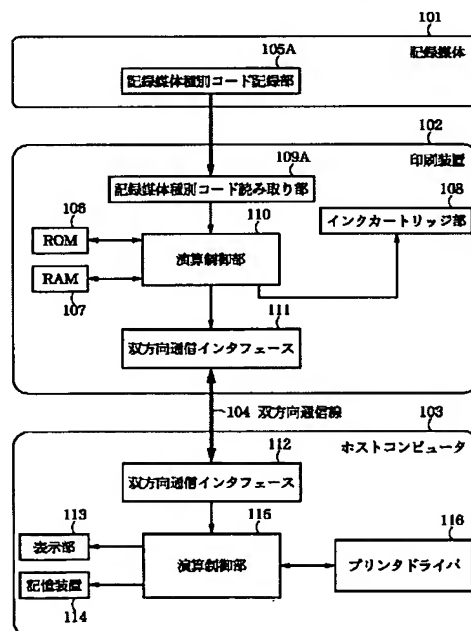 101
記録媒体
105A
記録媒体種別コード記録部
102
印刷装置
109A
記録媒体種別コード読み取り部
108
インクカートリッジ部
106
ROM
110
演算制御部
RAM
107
111
双方向通信インタフェース
104 双方向通信線
103
ホストコンピュータ
112
双方向通信インタフェース
113
表示部
115
演算制御部
116
プリンタドライバ
記憶装置
114